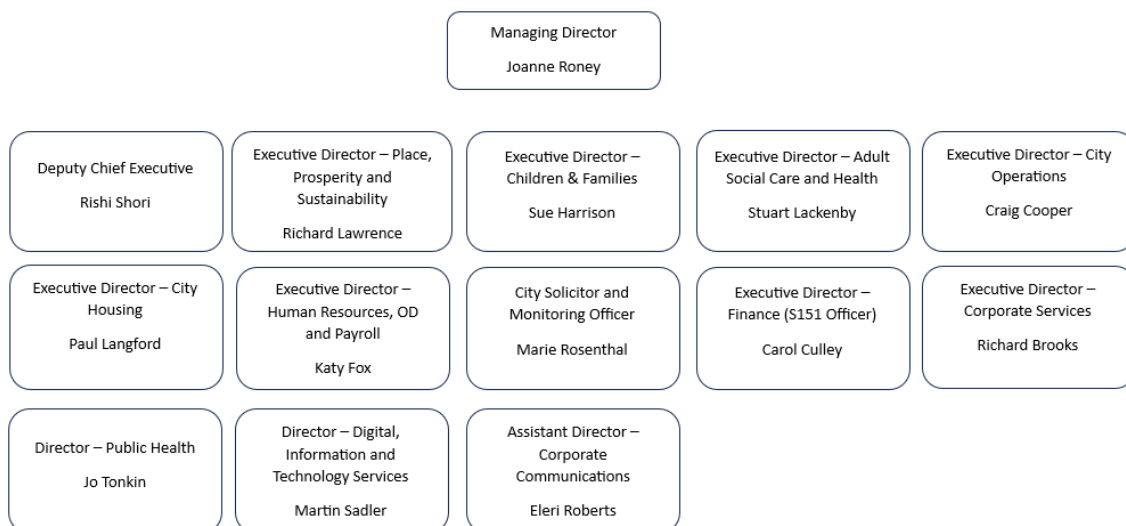 Managing Director
Joanne Roney
Deputy Chief Executive
Rishi Shori
Executive Director – Place,
Prosperity and
Sustainability
Richard Lawrence
Executive Director –
Children & Families
Sue Harrison
Executive Director – Adult
Social Care and Health
Stuart Lackenby
Executive Director – City
Operations
Craig Cooper
Executive Director – City
Housing
Paul Langford
Executive Director –
Human Resources, OD
and Payroll
Katy Fox
City Solicitor and
Monitoring Officer
Marie Rosenthal
Executive Director –
Finance (S151 Officer)
Carol Culley
Executive Director –
Corporate Services
Richard Brooks
Director – Public Health
Jo Tonkin
Director – Digital,
Information and
Technology Services
Martin Sadler
Assistant Director –
Corporate
Communications
Eleri Roberts